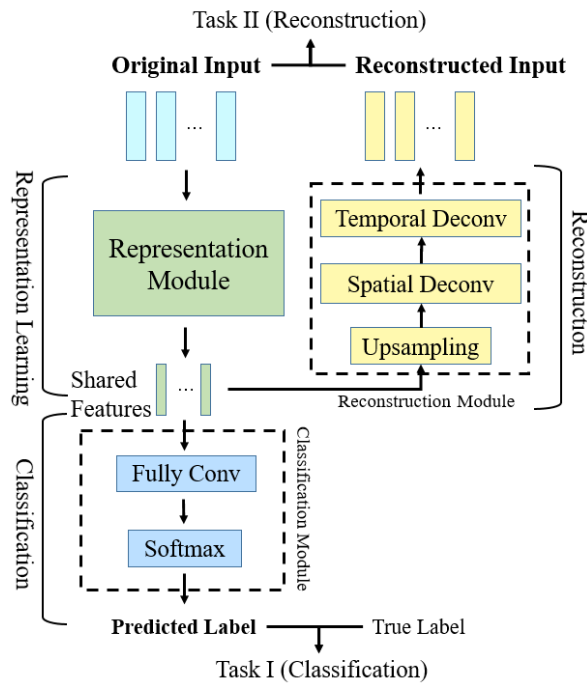 Task II (Reconstruction)
Original Input
Reconstructed Input
...
...
Representation Learning
Representation
Module
Temporal Deconv
Spatial Deconv
Upsampling
Reconstruction
Reconstruction Module
Shared
Features
...
Classification
Fully Conv
Softmax
Classification Module
Predicted Label
True Label
Task I (Classification)